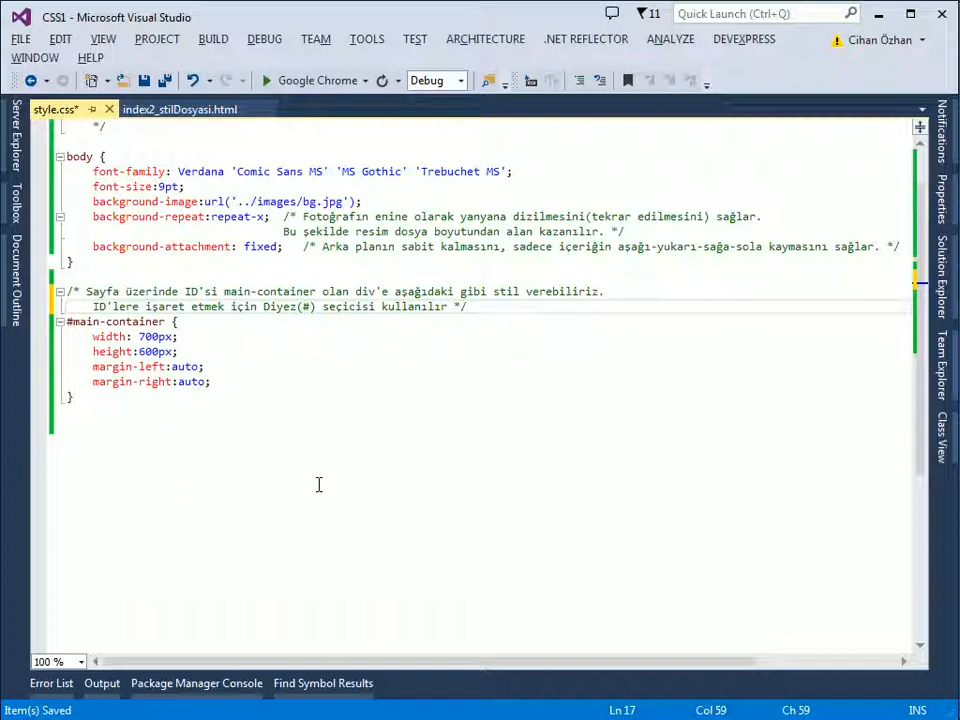 CSS1 - Microsoft Visual Studio
11
Quick Launch (Ctrl+Q)
FILE EDIT VIEW PROJECT BUILD DEBUG TEAM TOOLS TEST ARCHITECTURE .NET REFLECTOR ANALYZE DEVEXPRESS
Cihan Özhan
WINDOW HELP
Google Chrome
Debug
style.css*
index2_stilDosyasi.html
Server Explorer
Toolbox
Document Outline
*/
body {
font-family: Verdana 'Comic Sans MS' 'MS Gothic' 'Trebuchet MS';
font-size:9pt;
background-image:url('../images/bg.jpg');
background-repeat:repeat-x; /* Fotoğrafın enine olarak yanyana dizilmesini(tekrar edilmesini) sağlar.
Bu şekilde resim dosya boyutundan alan kazanılır. */
background-attachment: fixed; /* Arka planın sabit kalmasını, sadece içeriğin aşağı-yukarı-sağa-sola kaymasını sağlar. */
}
/* Sayfa üzerinde ID'si main-container olan div'e aşağıdaki gibi stil verebiliriz.
ID'lere işaret etmek için Diyez(#) seçicisi kullanılır */
#main-container {
width: 700px;
height:600px;
margin-left:auto;
margin-right:auto;
}
Notifications
Properties
Solution Explorer
Team Explorer
Class View
100 %
Error List Output Package Manager Console Find Symbol Results
Item(s) Saved Ln 17 Col 59 Ch 59 INS